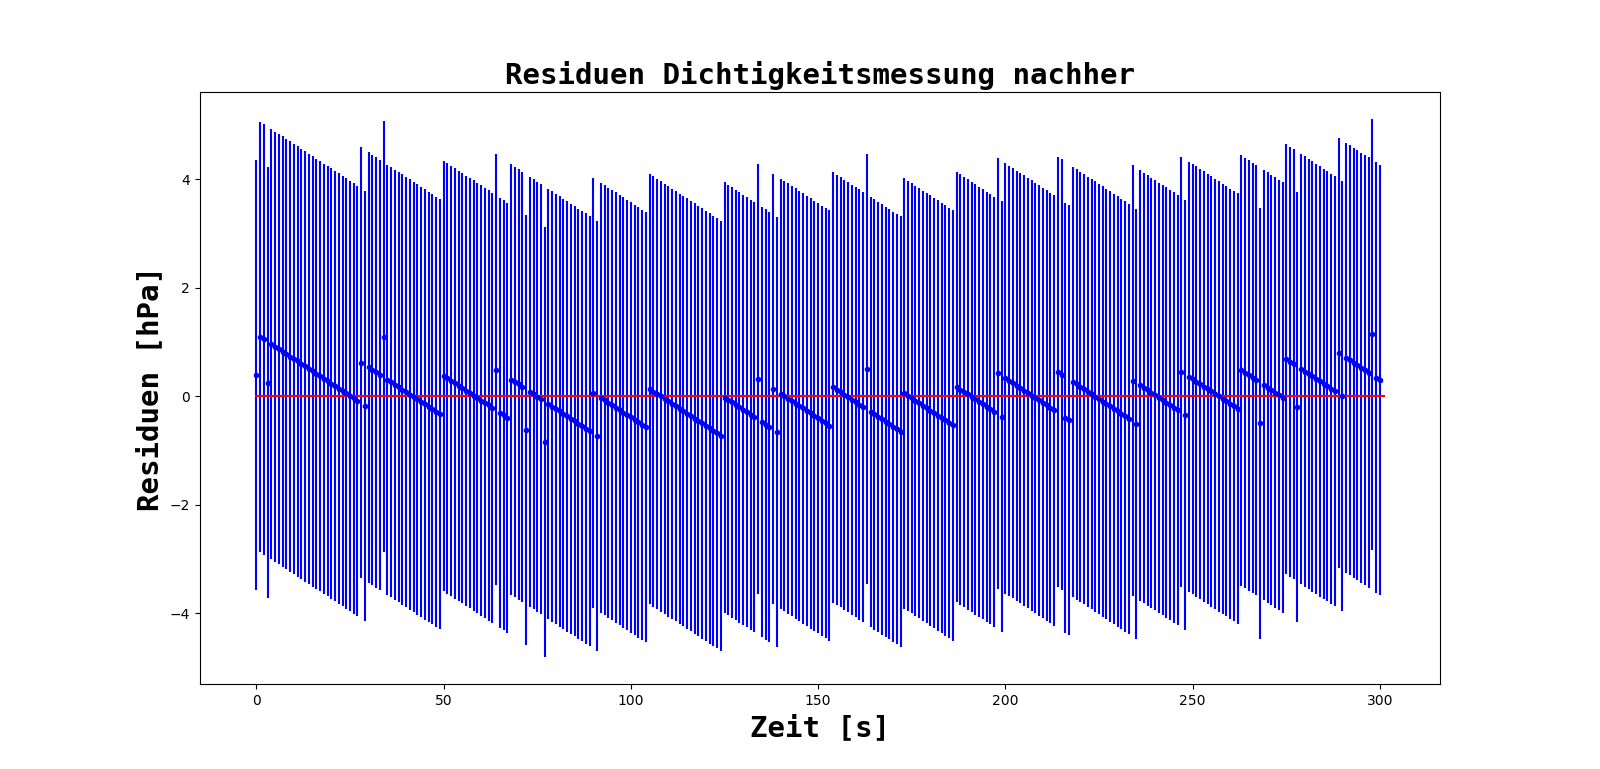 Residuen Dichtigkeitsmessung nachher
Residuen [hPa]
4
2
0
−2
−4
0 50 100 150 200 250 300
Zeit [s]